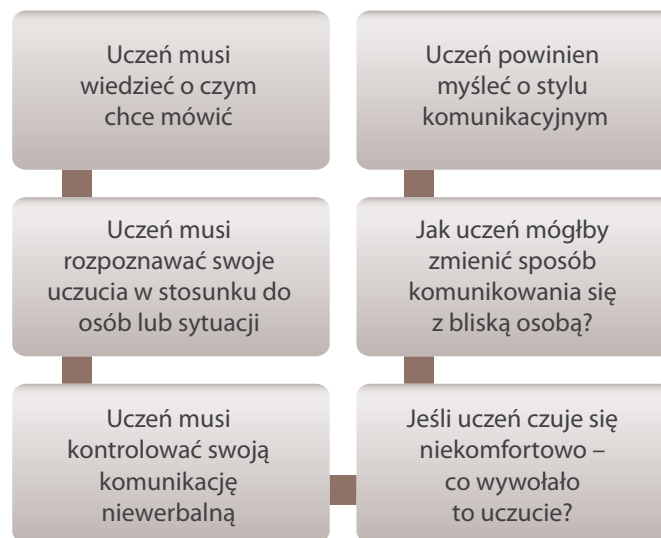 Uczeń musi
wiedzieć o czym
chce mówić
Uczeń musi
rozpoznawać swoje
uczucia w stosunku do
osób lub sytuacji
Uczeń musi
kontrolować swoją
komunikację
niewerbalną
Jeśli uczeń czuje się
niekomfortowo –
co wywołało
to uczucie?
Jak uczeń mógłby
zmienić sposób
komunikowania się
z bliską osobą?
Uczeń powinien
myśleć o stylu
komunikacyjnym